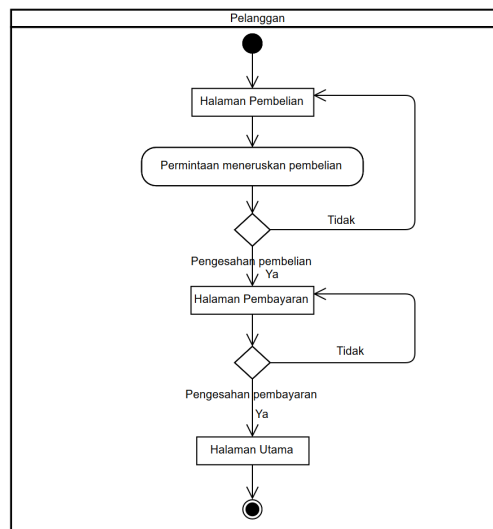 Pelanggan
Halaman Pembelian
Permintaan meneruskan pembelian
Tidak
Pengesahan pembelian
Ya
Halaman Pembayaran
Tidak
Pengesahan pembayaran
Ya
Halaman Utama